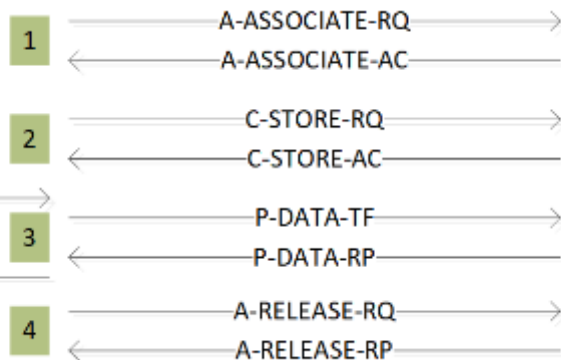 1
A-ASSOCIATE-RQ
A-ASSOCIATE-AC
2
C-STORE-RQ
C-STORE-AC
3
P-DATA-TF
P-DATA-RP
4
A-RELEASE-RQ
A-RELEASE-RP